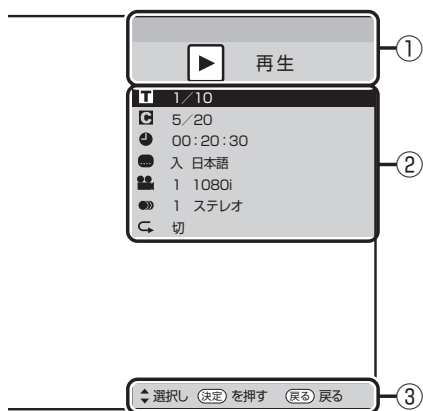 再生
①
T 1/10
C 5/20
00:20:30
②
入 日本語
1 1080i
1 ステレオ
切
選択し 決定 を押す 戻る 戻る
③